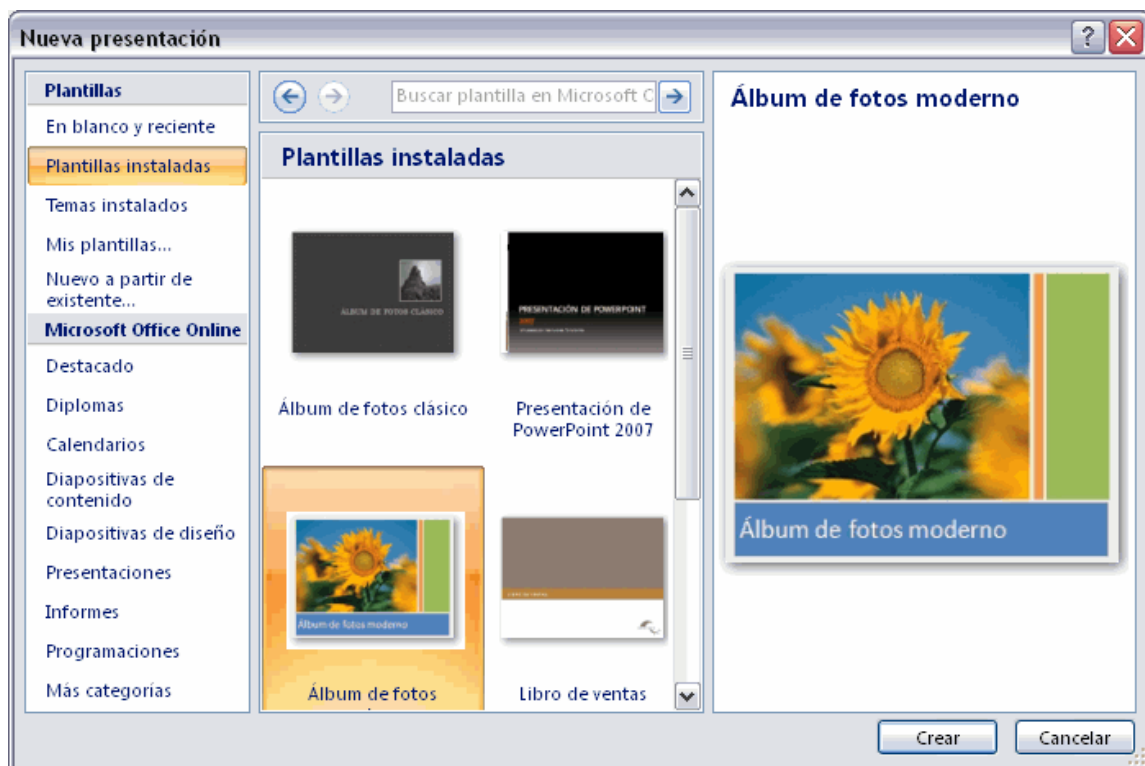 Nueva presentación
Plantillas
En blanco y reciente
Plantillas instaladas
Temas instalados
Mis plantillas...
Nuevo a partir de
existente...
Microsoft Office Online
Destacado
Diplomas
Calendarios
Diapositivas de
contenido
Diapositivas de diseño
Presentaciones
Informes
Programaciones
Más categorías
Buscar plantilla en Microsoft C
Plantillas instaladas
ÁLBUM DE FOTOS CLÁSICO
Álbum de fotos clásico
PRESENTACIÓN DE POWERPOINT
Presentación de
PowerPoint 2007
Álbum de fotos moderno
Álbum de fotos
Libro de ventas
Álbum de fotos moderno
Álbum de fotos moderno
Crear
Cancelar